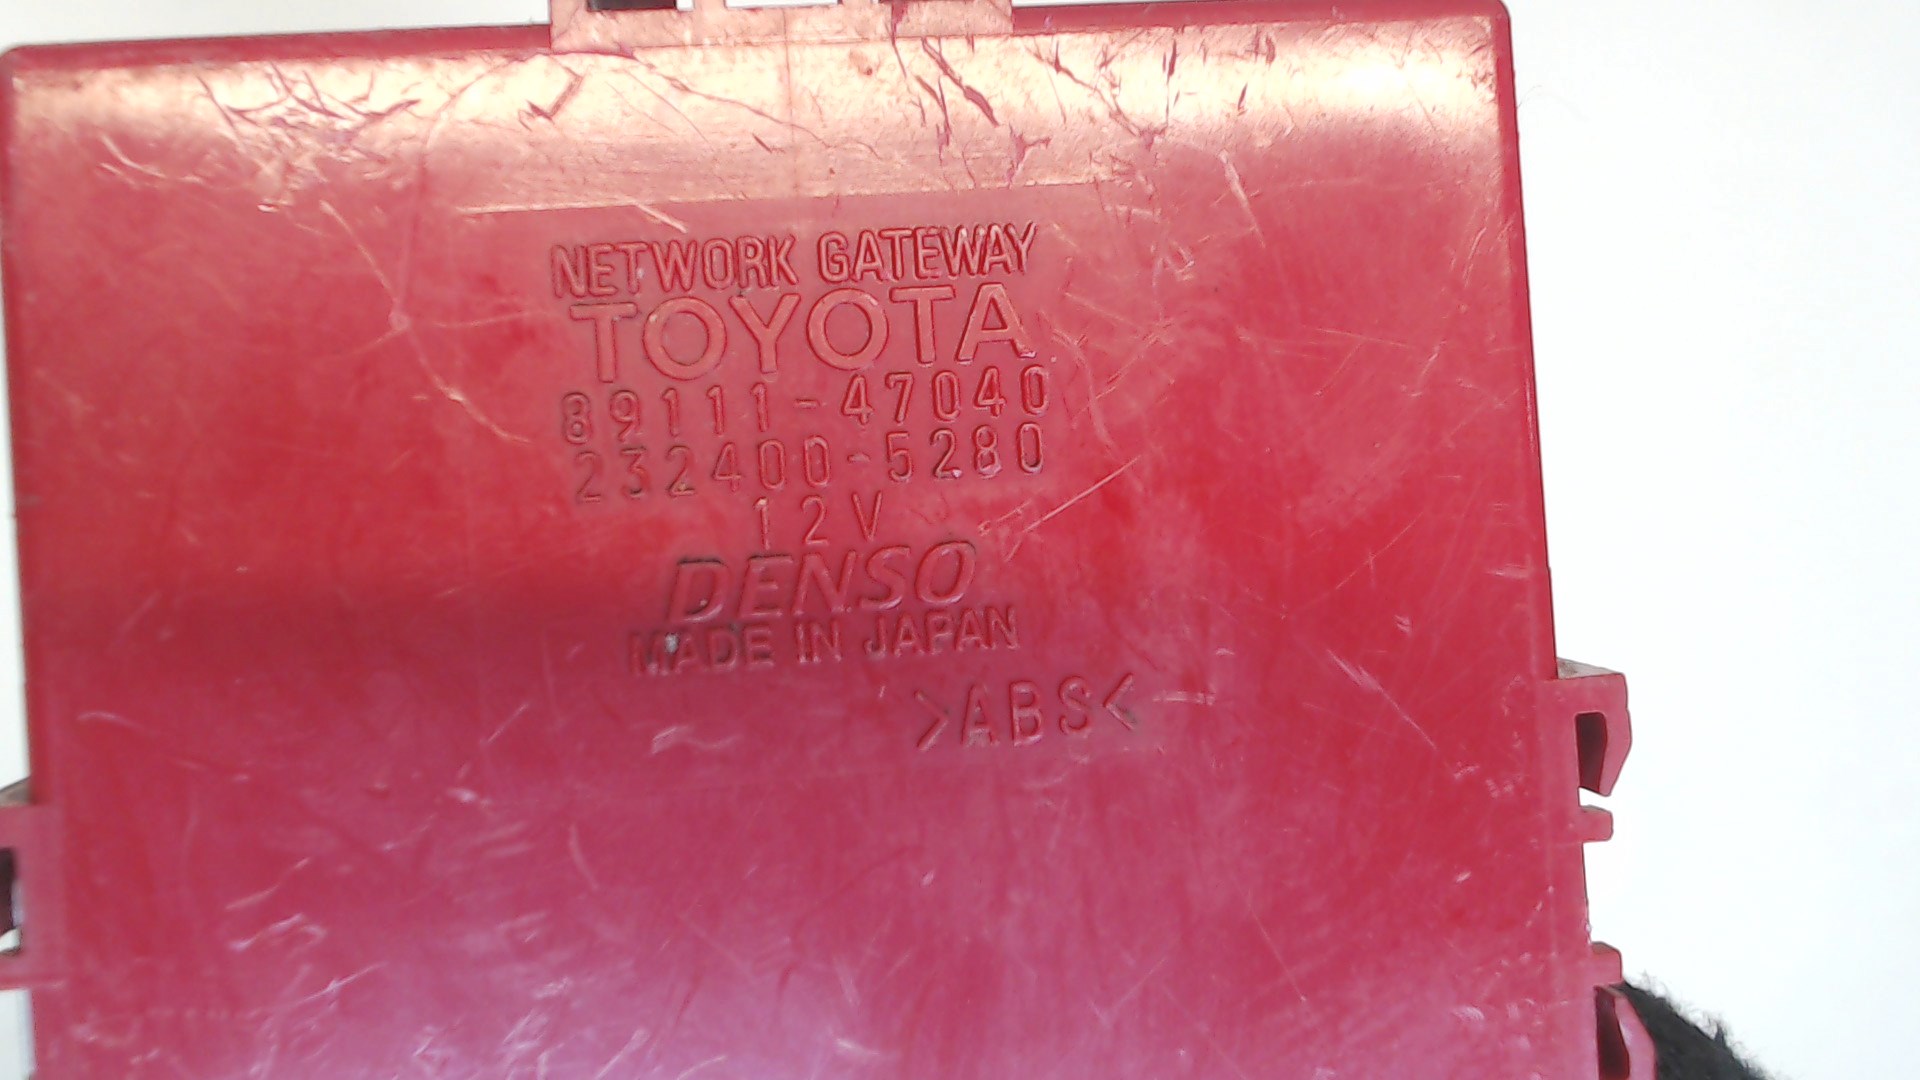 NETWORK GATEWAY
TOYOTA
89111-47040
232400-5280
12V
DENSO
MADE IN JAPAN
>ABS<